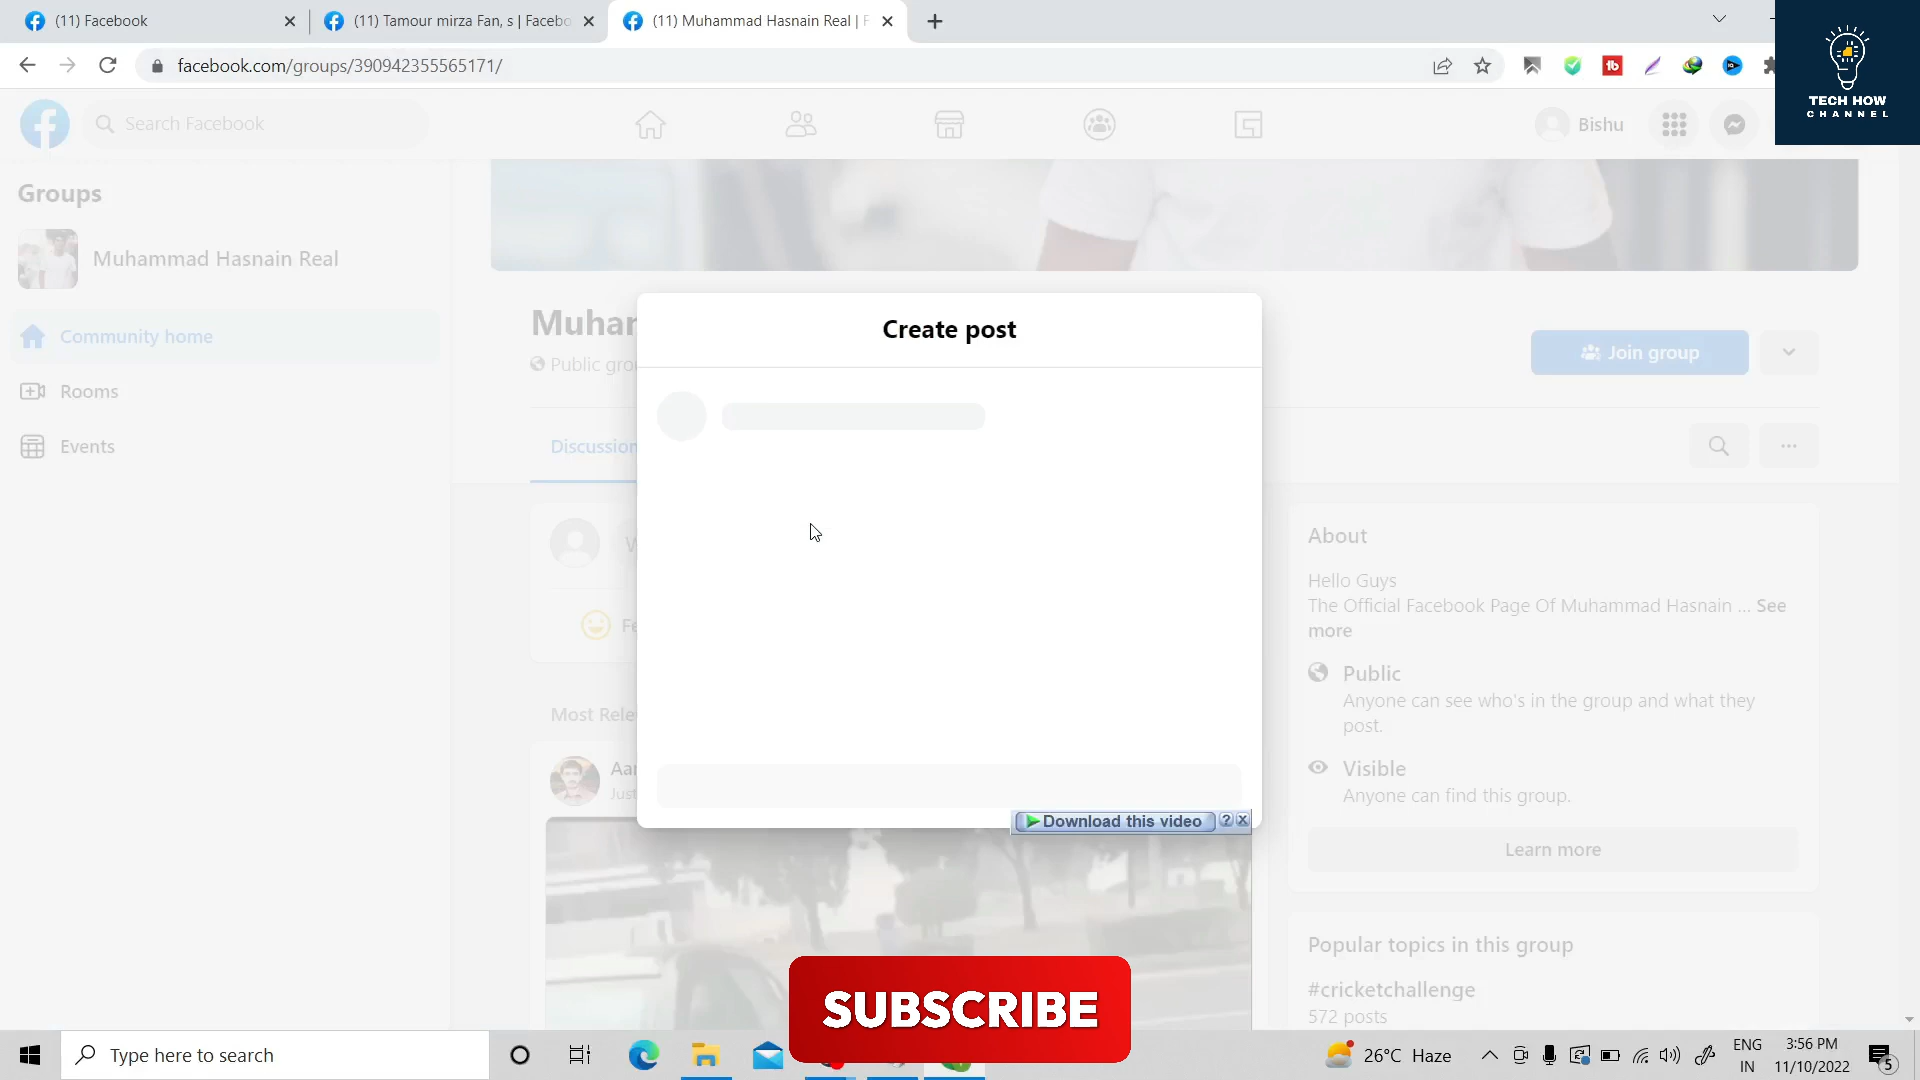 (11) Facebook
(11) Tamour mirza Fan, s | Facebo
(11) Muhammad Hasnain Real | F
facebook.com/groups/390942355565171/
TECH HOW
CHANNEL
Search Facebook
Bishu
Groups
Muhammad Hasnain Real
Community home
Rooms
Events
Muhar
Public grou
Join group
Discussion
Create post
W
Fe
Most Rele
Aar
Just
Download this video
About
Hello Guys
The Official Facebook Page Of Muhammad Hasnain ... See
more
Public
Anyone can see who's in the group and what they
post.
Visible
Anyone can find this group.
Learn more
Popular topics in this group
#cricketchallenge
572 posts
SUBSCRIBE
Type here to search
26°C Haze
ENG
IN
3:56 PM
11/10/2022
5